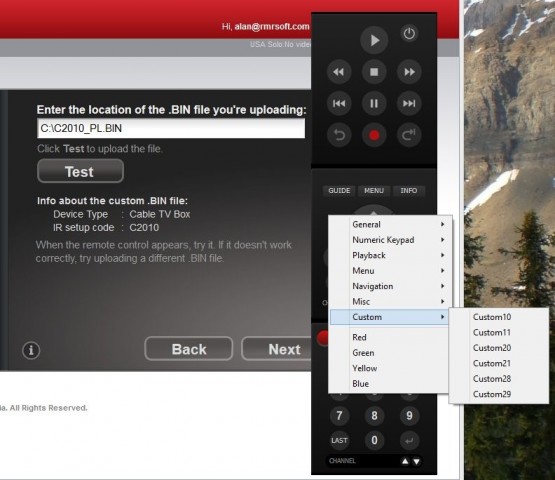 Hi, alan@rmrsoft.com
USA Solo:No video
Enter the location of the .BIN file you're uploading:
C:\C2010_PL.BIN
Click Test to upload the file.
Test
Info about the custom .BIN file:
Device Type : Cable TV Box
IR setup code : C2010
When the remote control appears, try it. If it doesn't work
correctly, try uploading a different .BIN file.
Back
Next
ia. All Rights Reserved.
GUIDE MENU INFO
General
Numeric Keypad
Playback
Menu
Navigation
Misc
Custom
Red
Green
Yellow
Blue
Custom10
Custom11
Custom20
Custom21
Custom28
Custom29
7 8 9
LAST 0
CHANNEL